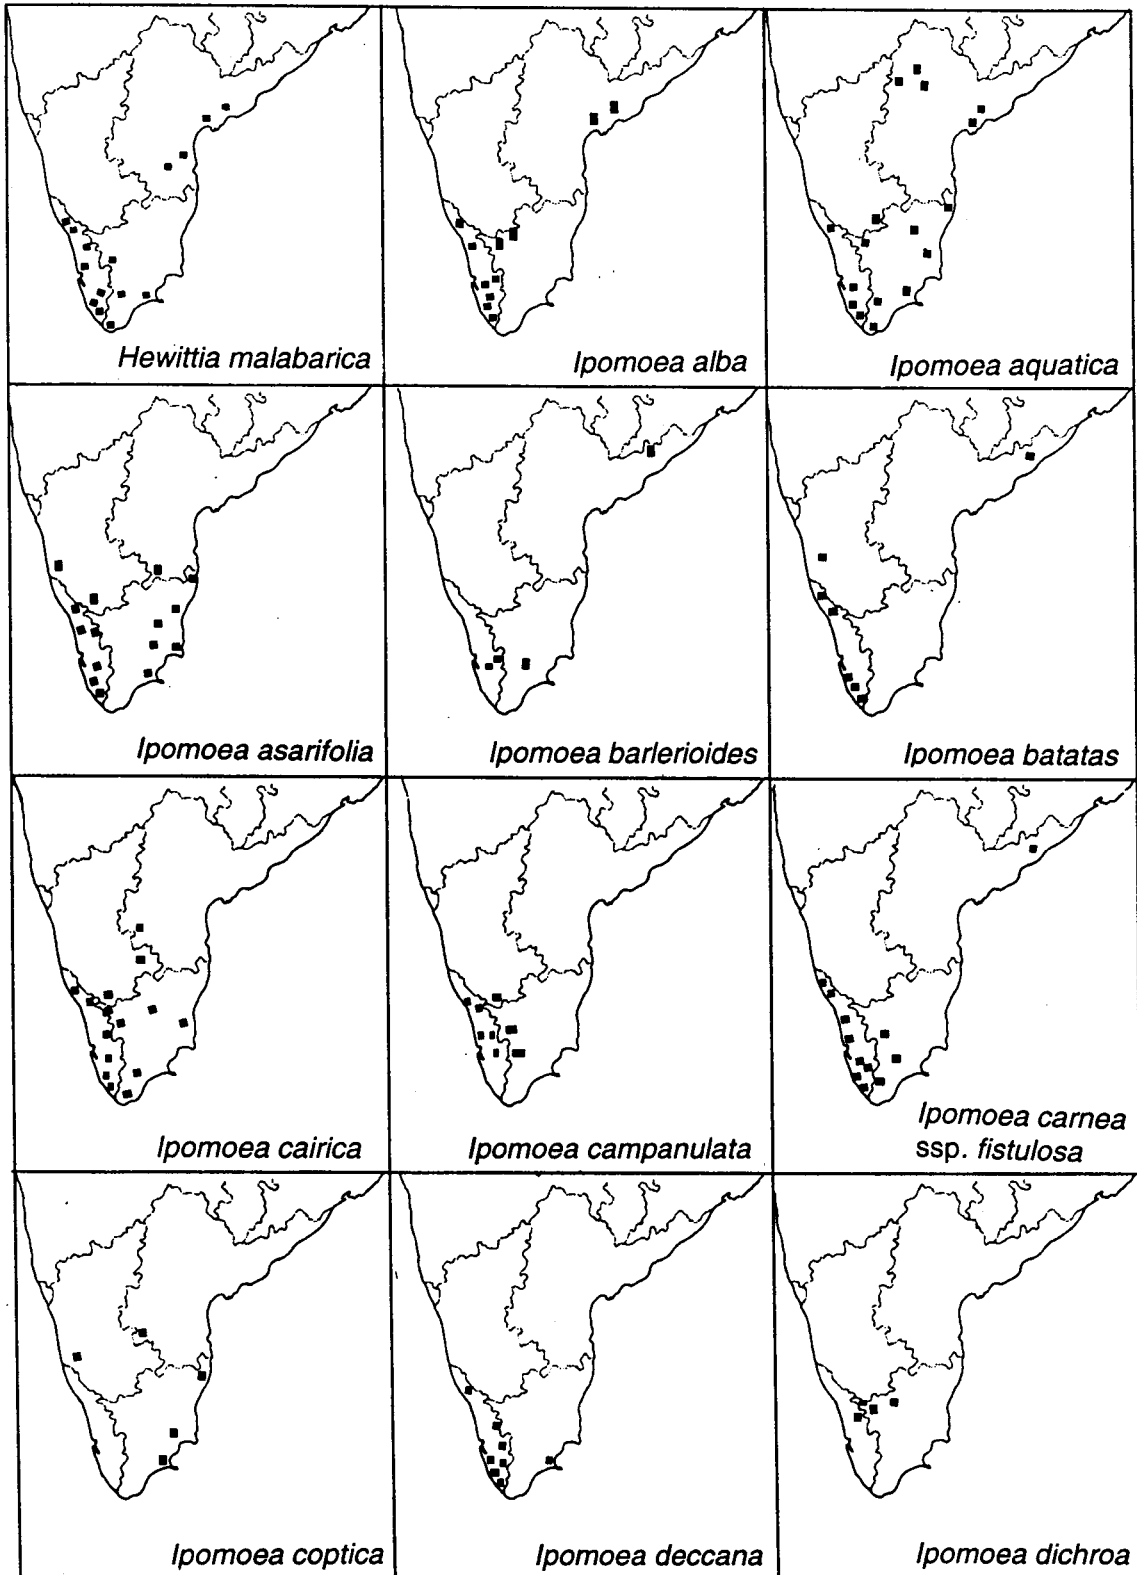 Hewittia malabarica
Ipomoea alba
Ipomoea aquatica
Ipomoea asarifolia
Ipomoea barlerioides
Ipomoea batatas
Ipomoea cairica
Ipomoea campanulata
Ipomoea carnea
ssp. fistulosa
Ipomoea coptica
Ipomoea deccana
Ipomoea dichroa